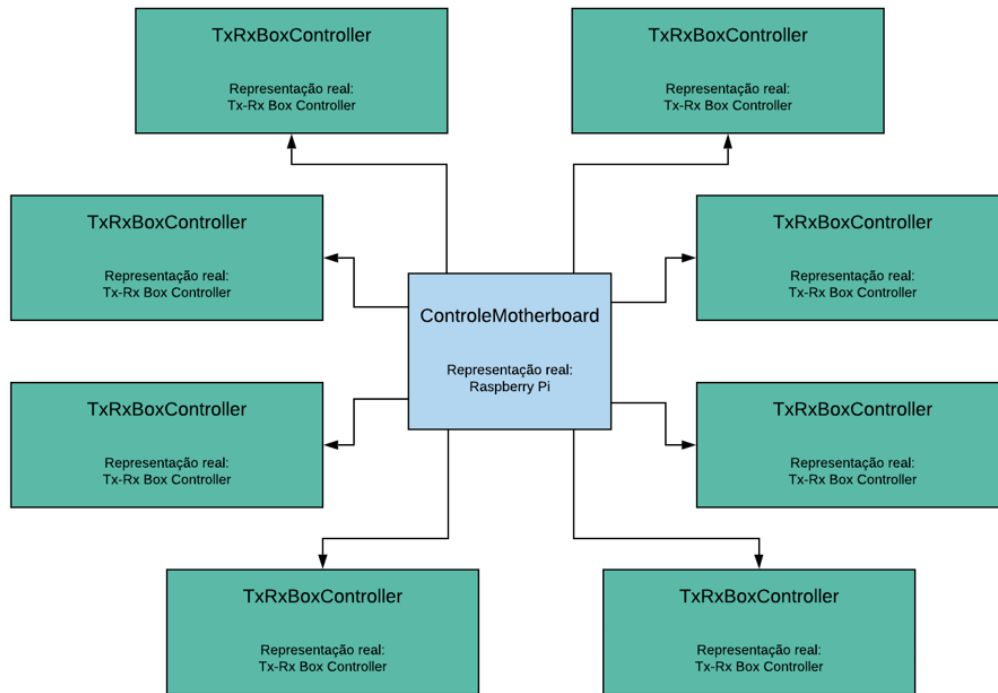 TxRxBoxController
Representação real:
Tx-Rx Box Controller
TxRxBoxController
Representação real:
Tx-Rx Box Controller
TxRxBoxController
Representação real:
Tx-Rx Box Controller
TxRxBoxController
Representação real:
Tx-Rx Box Controller
ControleMotherboard
Representação real:
Raspberry Pi
TxRxBoxController
Representação real:
Tx-Rx Box Controller
TxRxBoxController
Representação real:
Tx-Rx Box Controller
TxRxBoxController
Representação real:
Tx-Rx Box Controller
TxRxBoxController
Representação real:
Tx-Rx Box Controller